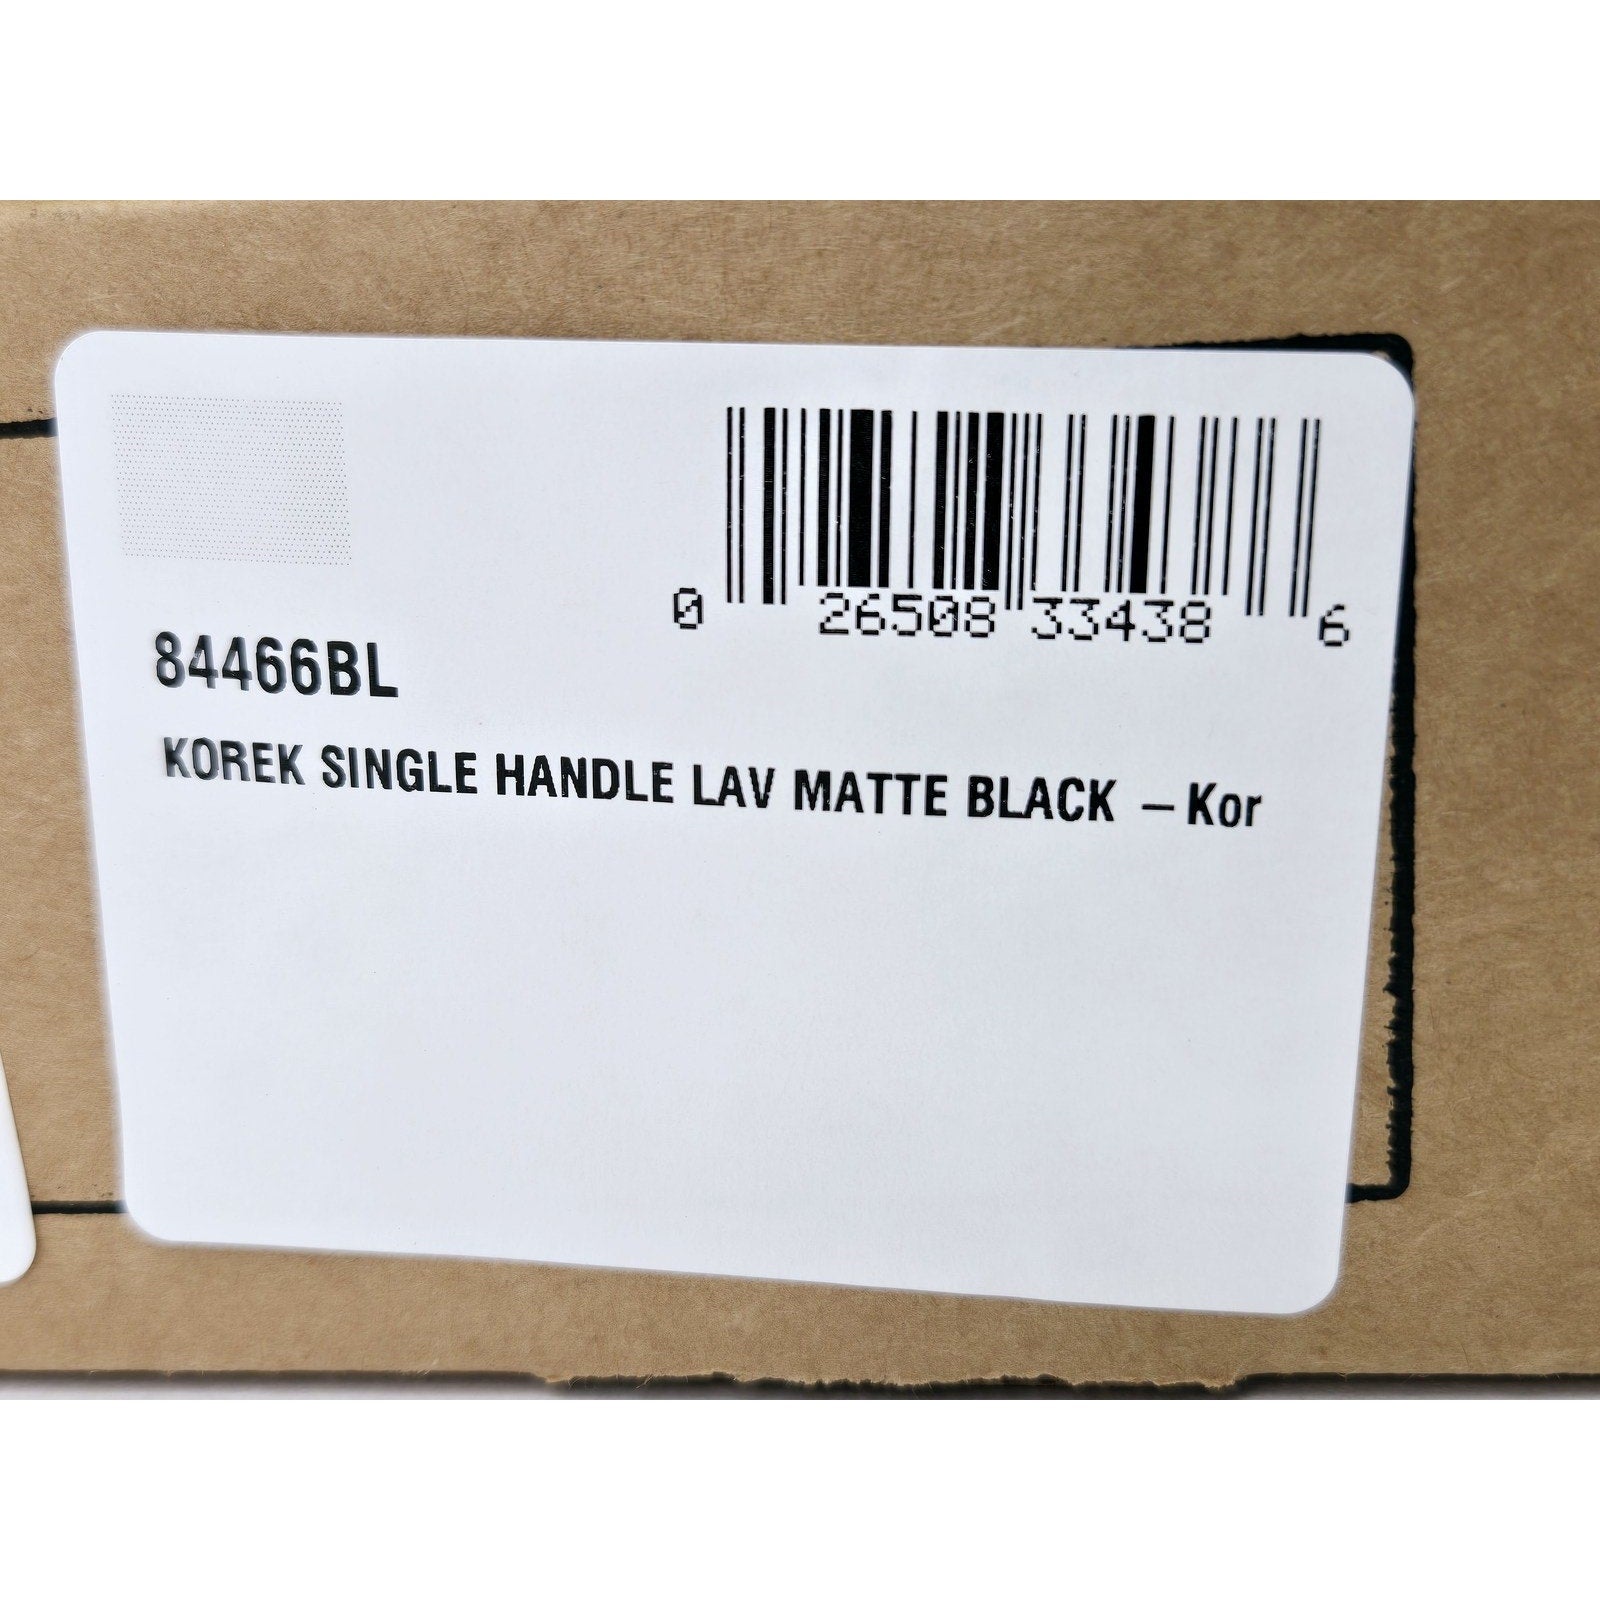 0 26508 33438 6
84466BL
KOREK SINGLE HANDLE LAV MATTE BLACK – Kor